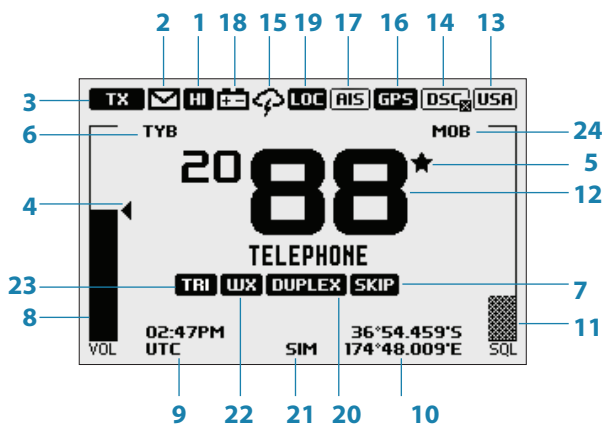 2 1 18 15 19 17 16 14 13
3 TX HI LOC AIS GPS DSC USA
6 TYB MOB 24
5
20 88 12
4
TELEPHONE
23 TRI WX DUPLEX SKIP 7
8 11
02:47PM 36°54.459'S
VOL UTC SIM 174°48.009'E SQL
9 22 21 20 10